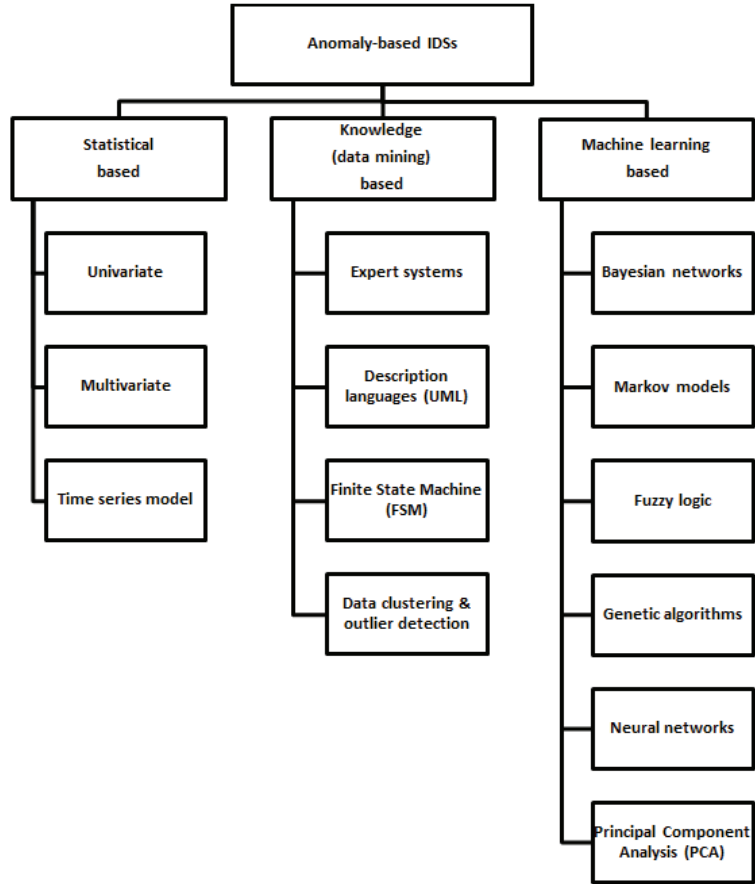 Anomaly-based IDSs
Statistical
based
Univariate
Multivariate
Time series model
Knowledge
(data mining)
based
Expert systems
Description
languages (UML)
Finite State Machine
(FSM)
Data clustering &
outlier detection
Machine learning
based
Bayesian networks
Markov models
Fuzzy logic
Genetic algorithms
Neural networks
Principal Component
Analysis (PCA)